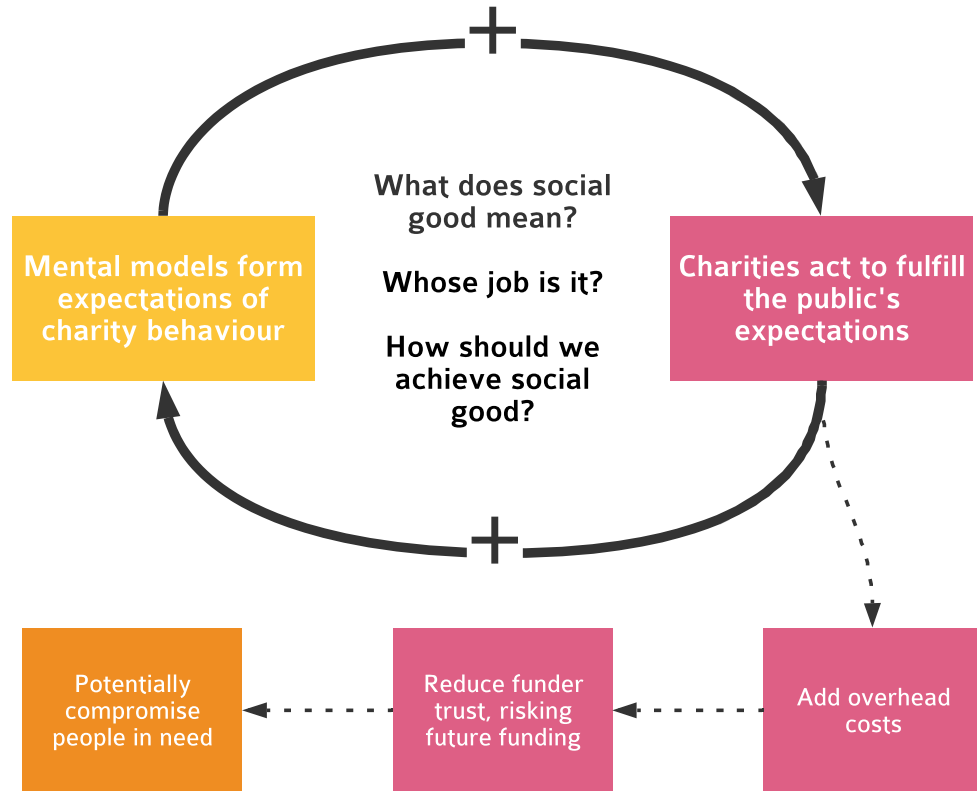 +
What does social
good mean?
Mental models form
expectations of
charity behaviour
Whose job is it?
How should we
achieve social
good?
Charities act to fulfill
the public's
expectations
+
Potentially
compromise
people in need
Reduce funder
trust, risking
future funding
Add overhead
costs